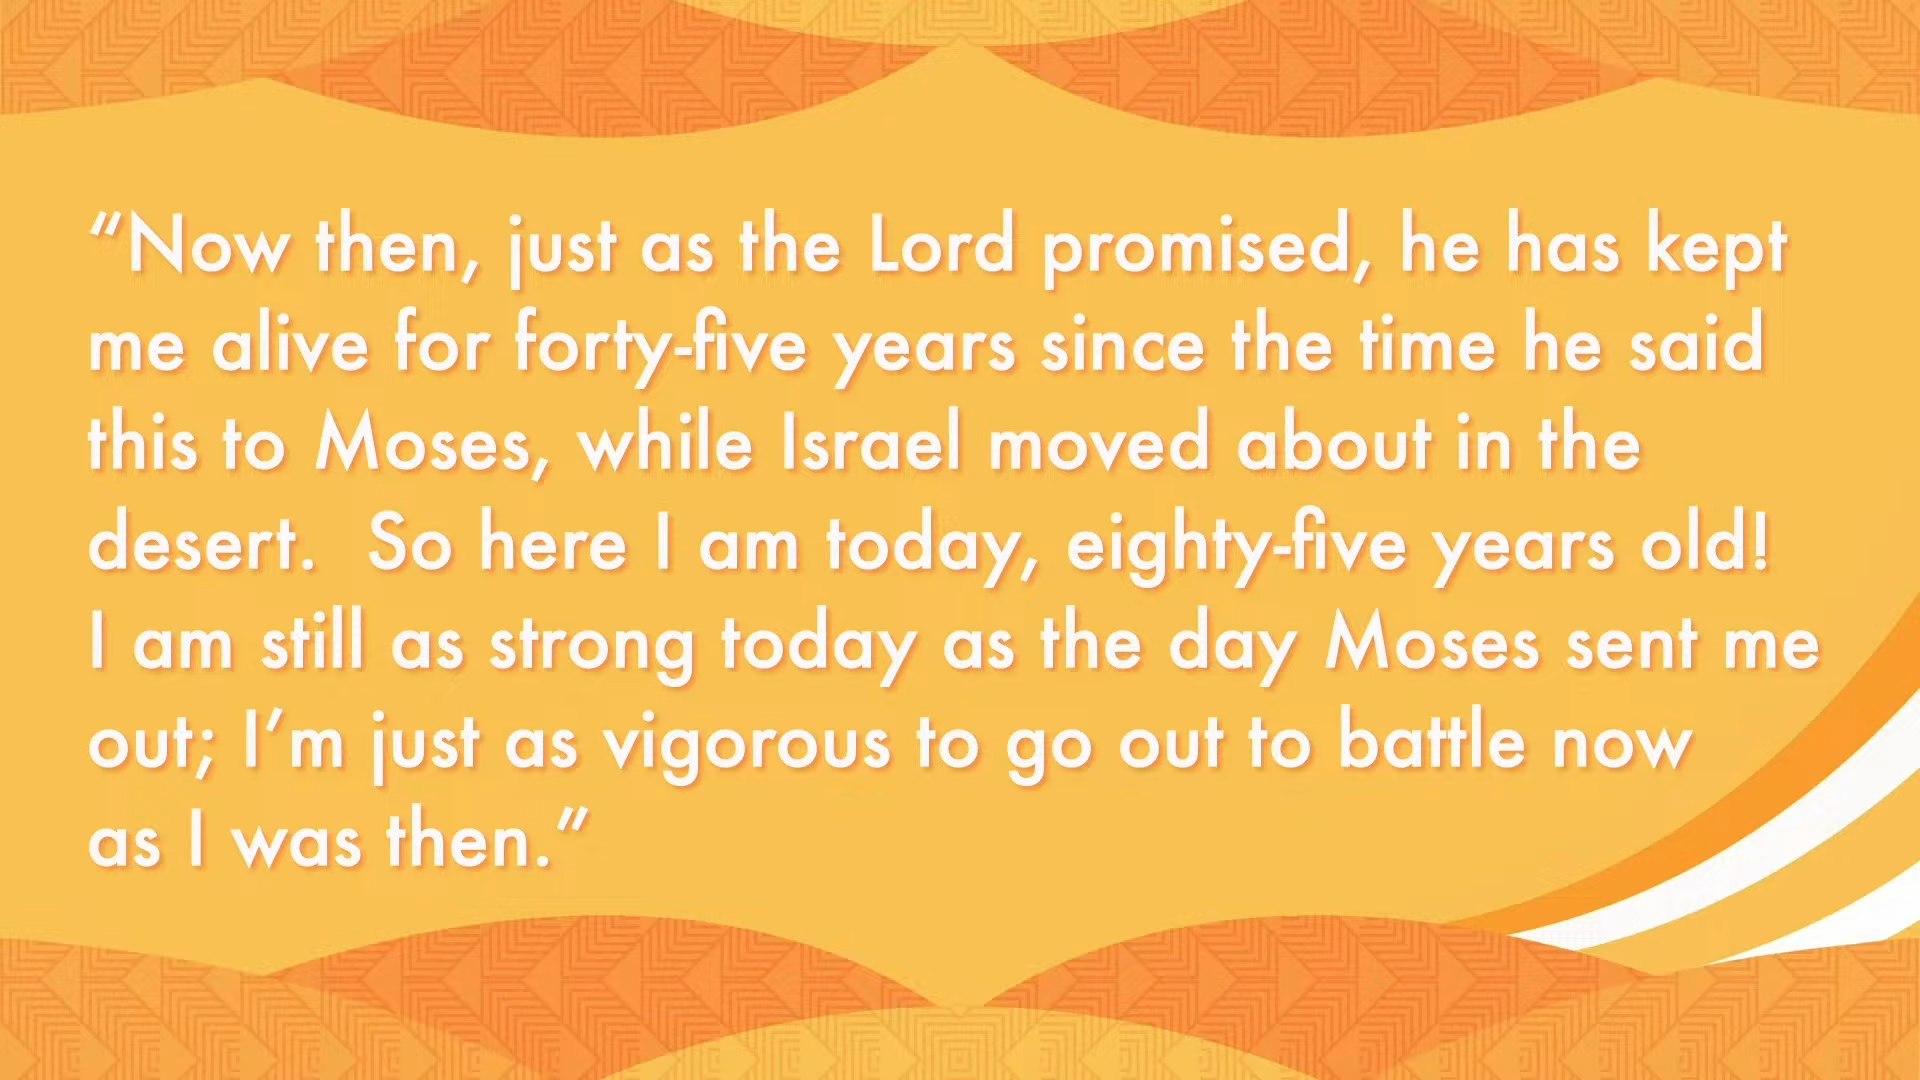 “Now then, just as the Lord promised, he has kept
me alive for forty-five years since the time he said
this to Moses, while Israel moved about in the
desert.  So here I am today, eighty-five years old!
I am still as strong today as the day Moses sent me
out; I’m just as vigorous to go out to battle now
as I was then.”